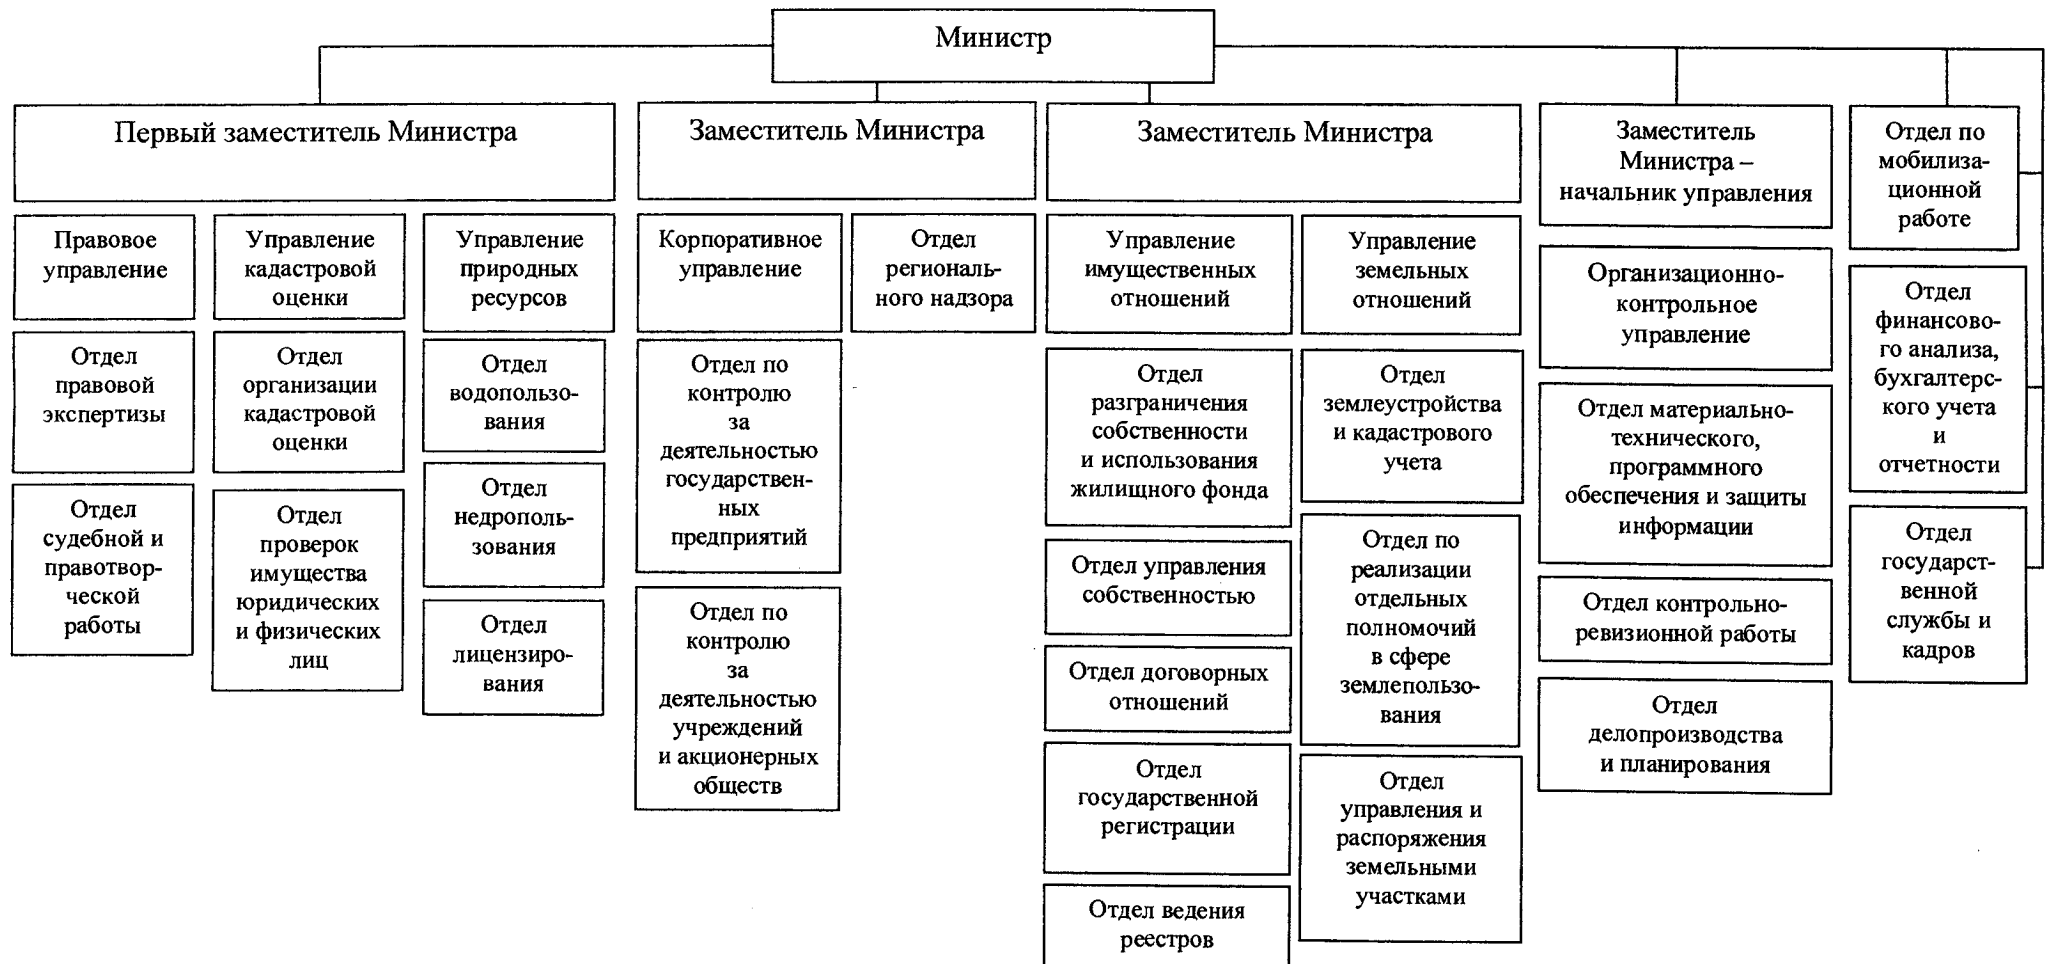 Министр
Первый заместитель Министра
Заместитель Министра
Заместитель Министра
Заместитель
Министра –
начальник управления
Отдел по
мобилиза-
ционной
работе
Правовое
управление
Управление
кадастровой
оценки
Управление
природных
ресурсов
Корпоративное
управление
Отдел
региональ-
ного надзора
Управление
имущественных
отношений
Управление
земельных
отношений
Организационно-
контрольное
управление
Отдел
финансово-
го анализа,
бухгалтерс-
кого учета
и
отчетности
Отдел
правовой
экспертизы
Отдел
организации
кадастровой
оценки
Отдел
водопользо-
вания
Отдел по
контролю
за
деятельностью
государствен-
ных
предприятий
Отдел
разграничения
собственности
и использования
жилищного фонда
Отдел
землеустройства
и кадастрового
учета
Отдел материально-
технического,
программного
обеспечения и защиты
информации
Отдел
государст-
венной
службы и
кадров
Отдел
судебной и
правотвор-
ческой
работы
Отдел
проверок
имущества
юридических
и физических
лиц
Отдел
недрополь-
зования
Отдел
лицензиро-
вания
Отдел по
контролю
за
деятельностью
учреждений
и акционерных
обществ
Отдел управления
собственностью
Отдел договорных
отношений
Отдел
государственной
регистрации
Отдел ведения
реестров
Отдел по
реализации
отдельных
полномочий
в сфере
землепользо-
вания
Отдел
управления и
распоряжения
земельными
участками
Отдел контрольно-
ревизионной работы
Отдел
делопроизводства
и планирования